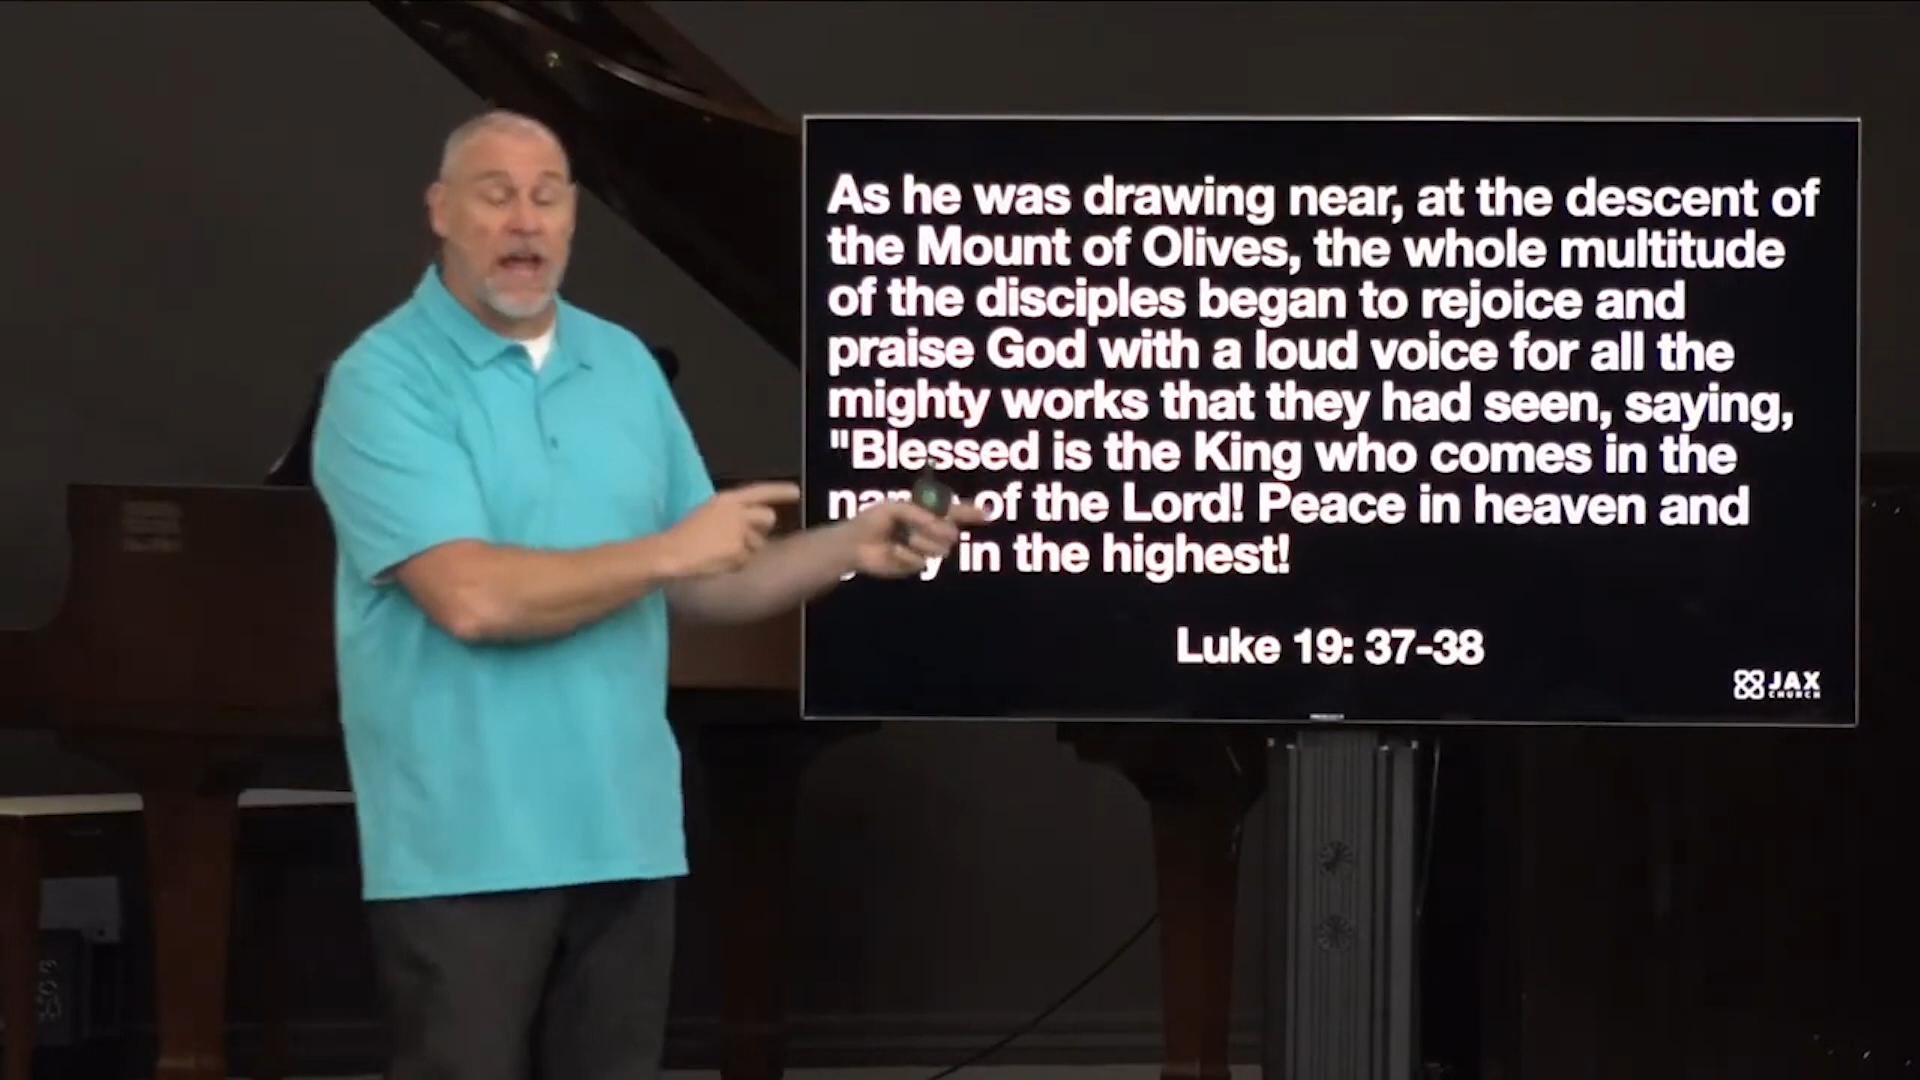 As he was drawing near, at the descent of
the Mount of Olives, the whole multitude
of the disciples began to rejoice and
praise God with a loud voice for all the
mighty works that they had seen, saying,
"Blessed is the King who comes in the
of the Lord! Peace in heaven and
in the highest!
Luke 19: 37-38
JAX
CHURCH